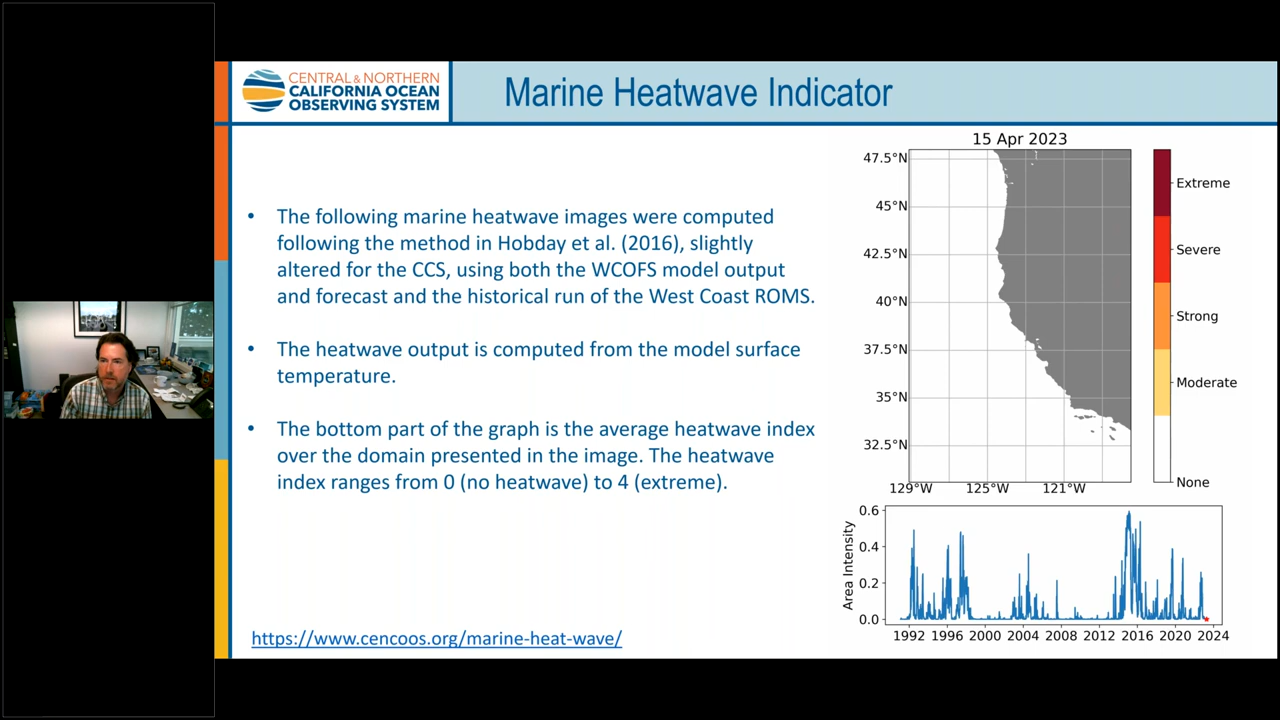 CENTRAL & NORTHERN
CALIFORNIA OCEAN
OBSERVING SYSTEM
Marine Heatwave Indicator
• The following marine heatwave images were computed
following the method in Hobday et al. (2016), slightly
altered for the CCS, using both the WCOFS model output
and forecast and the historical run of the West Coast ROMS.
• The heatwave output is computed from the model surface
temperature.
• The bottom part of the graph is the average heatwave index
over the domain presented in the image. The heatwave
index ranges from 0 (no heatwave) to 4 (extreme).
https://www.cencoos.org/marine-heat-wave/
15 Apr 2023
47.5°N
45°N
42.5°N
40°N
37.5°N
35°N
32.5°N
129°W 125°W 121°W
Extreme
Severe
Strong
Moderate
None
Area Intensity
0.6
0.4
0.2
0.0
1992 1996 2000 2004 2008 2012 2016 2020 2024